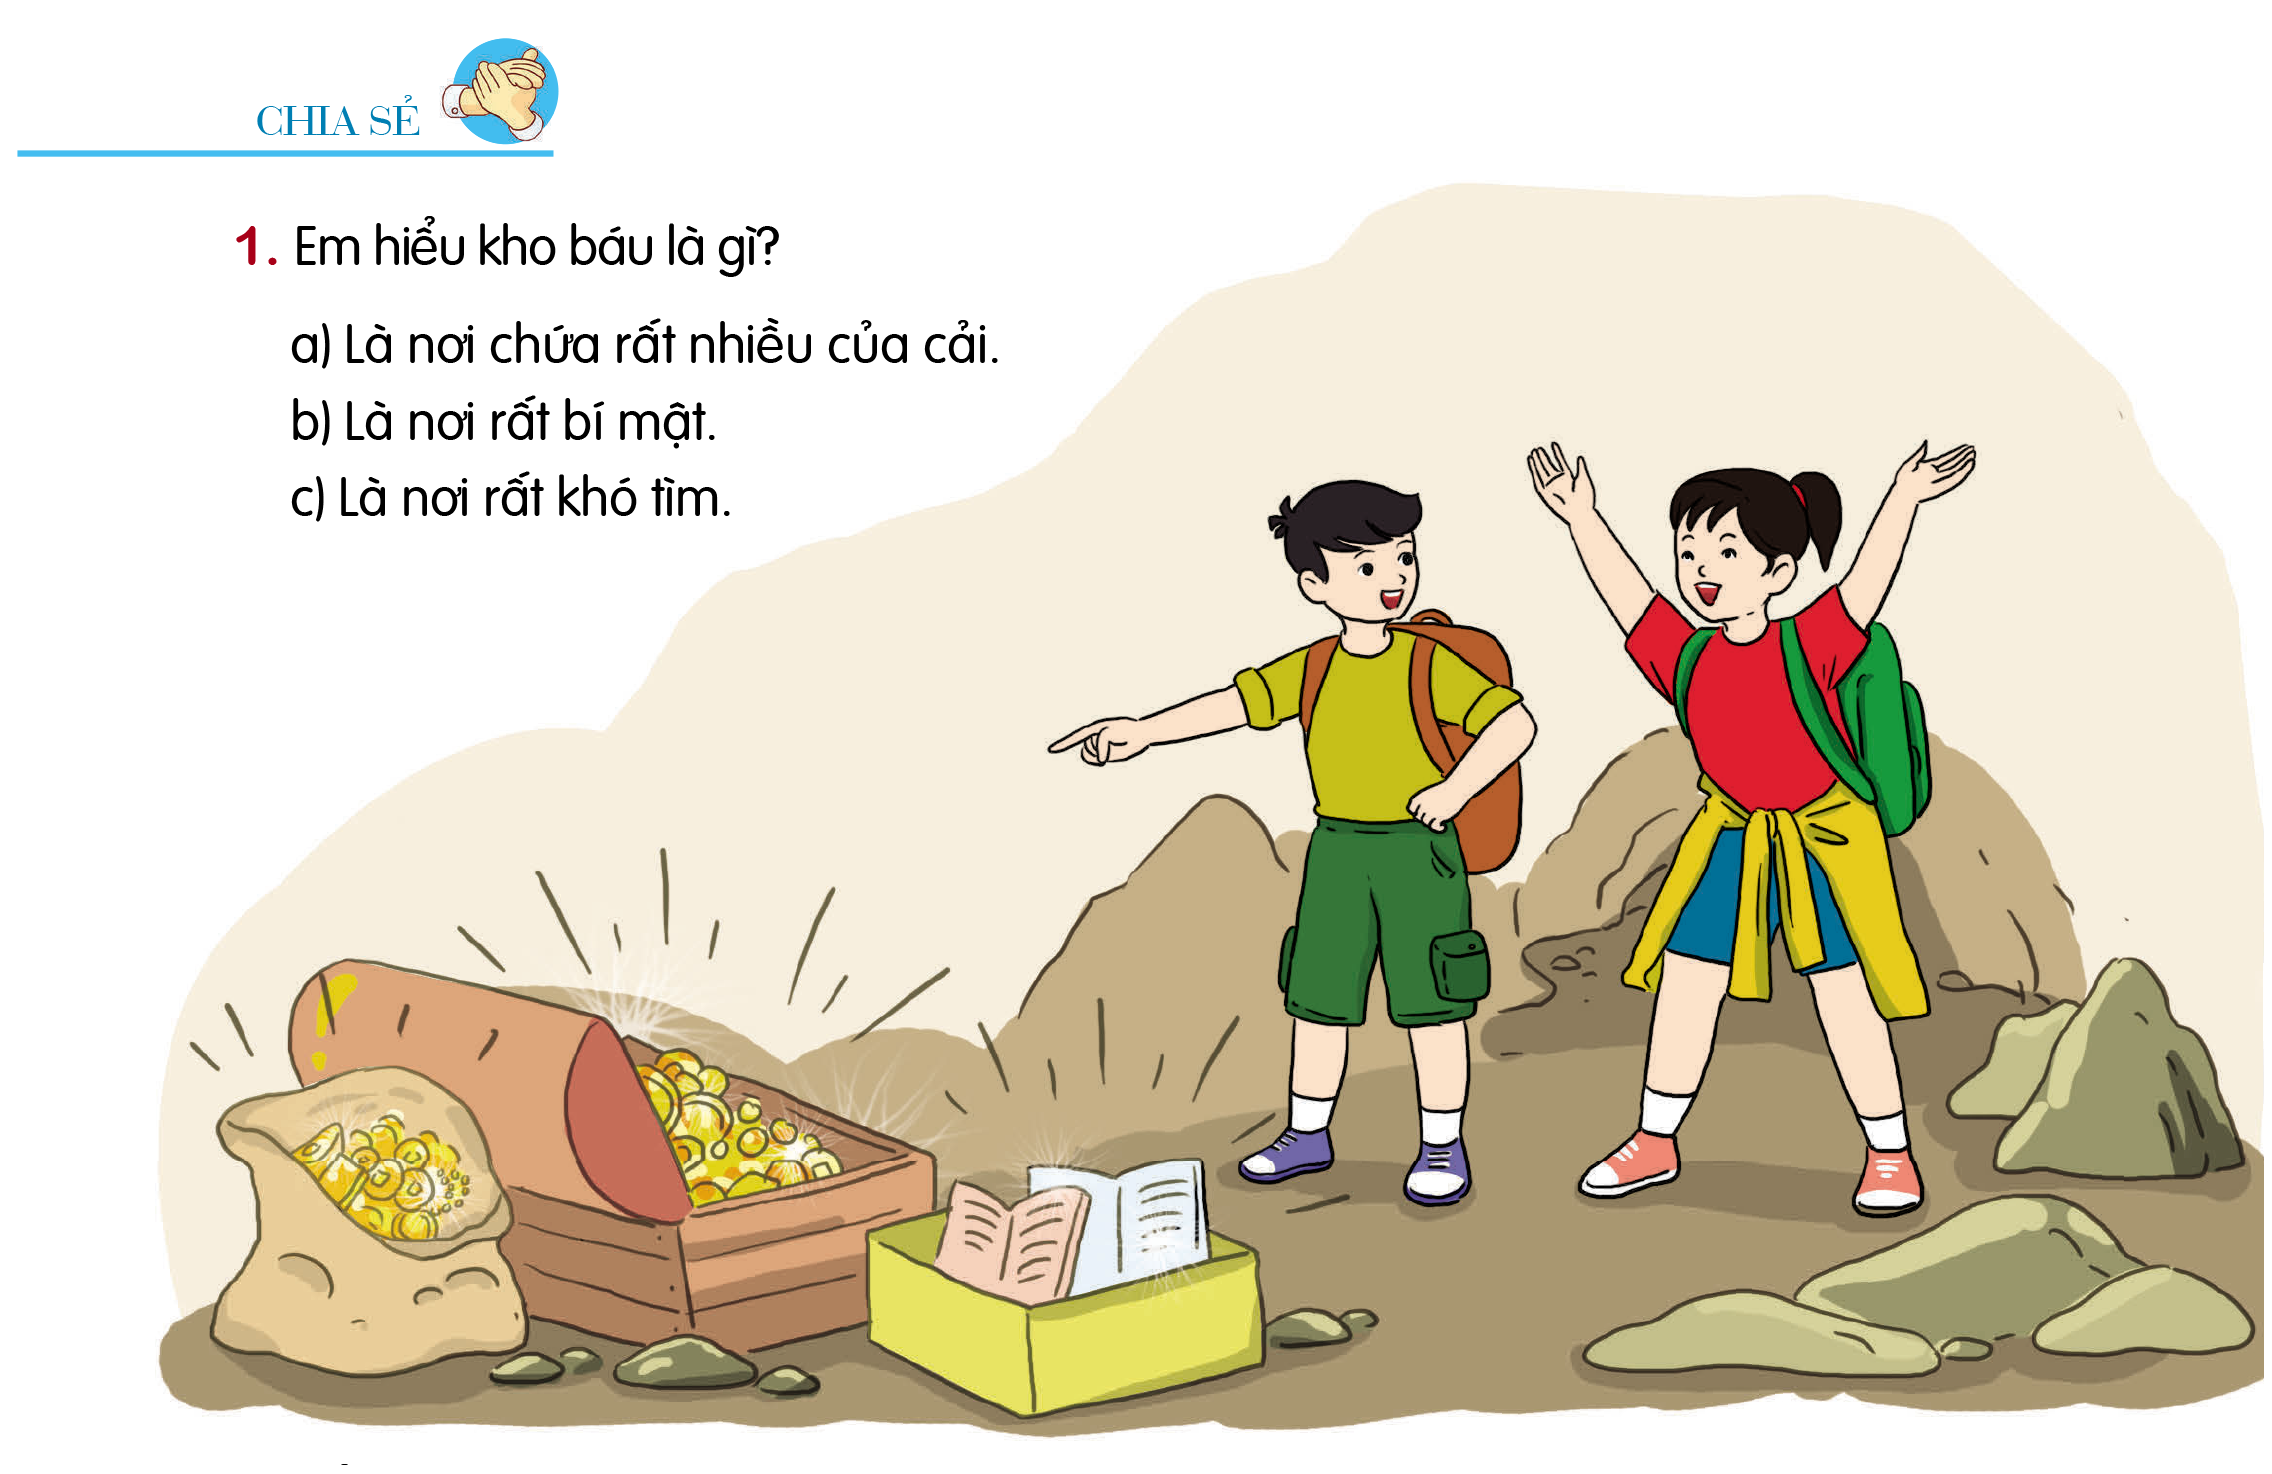 CHIA SẺ
1. Em hiểu kho báu là gì?
a) Là nơi chứa rất nhiều của cải.
b) Là nơi rất bí mật.
c) Là nơi rất khó tìm.